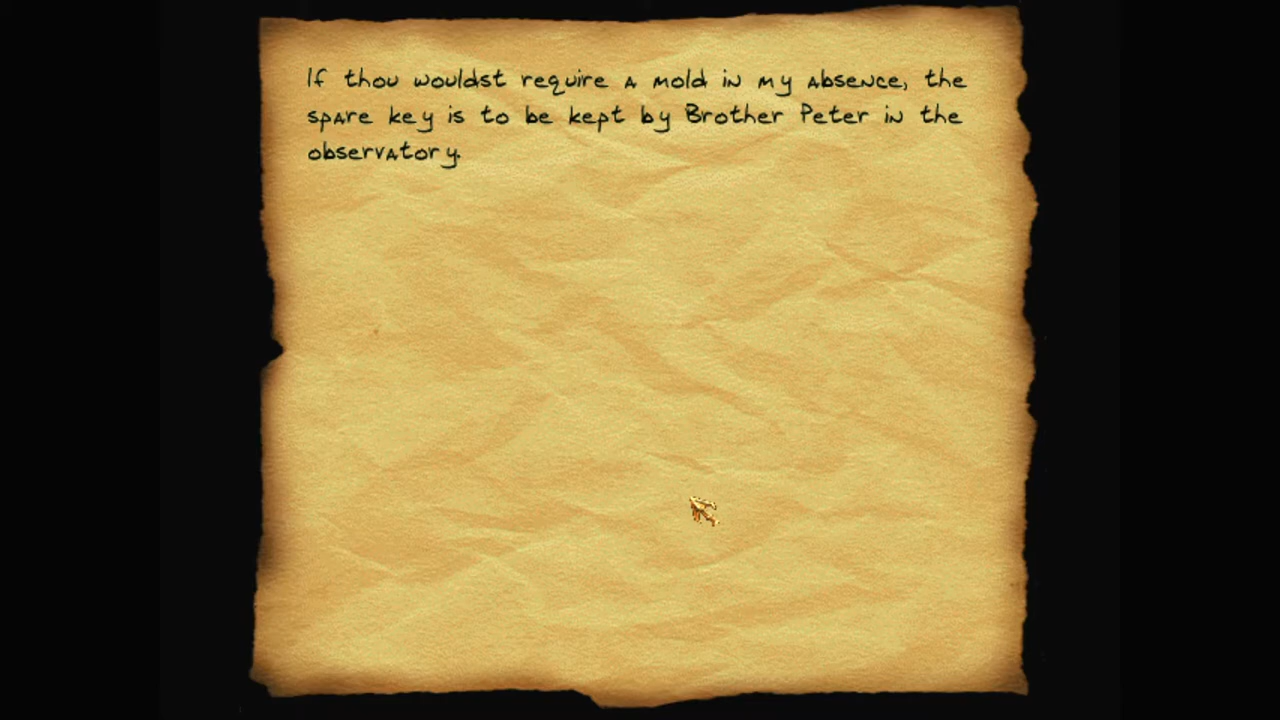 If thou wouldst require a mold in my absence, the
spare key is to be kept by Brother Peter in the
observatory.